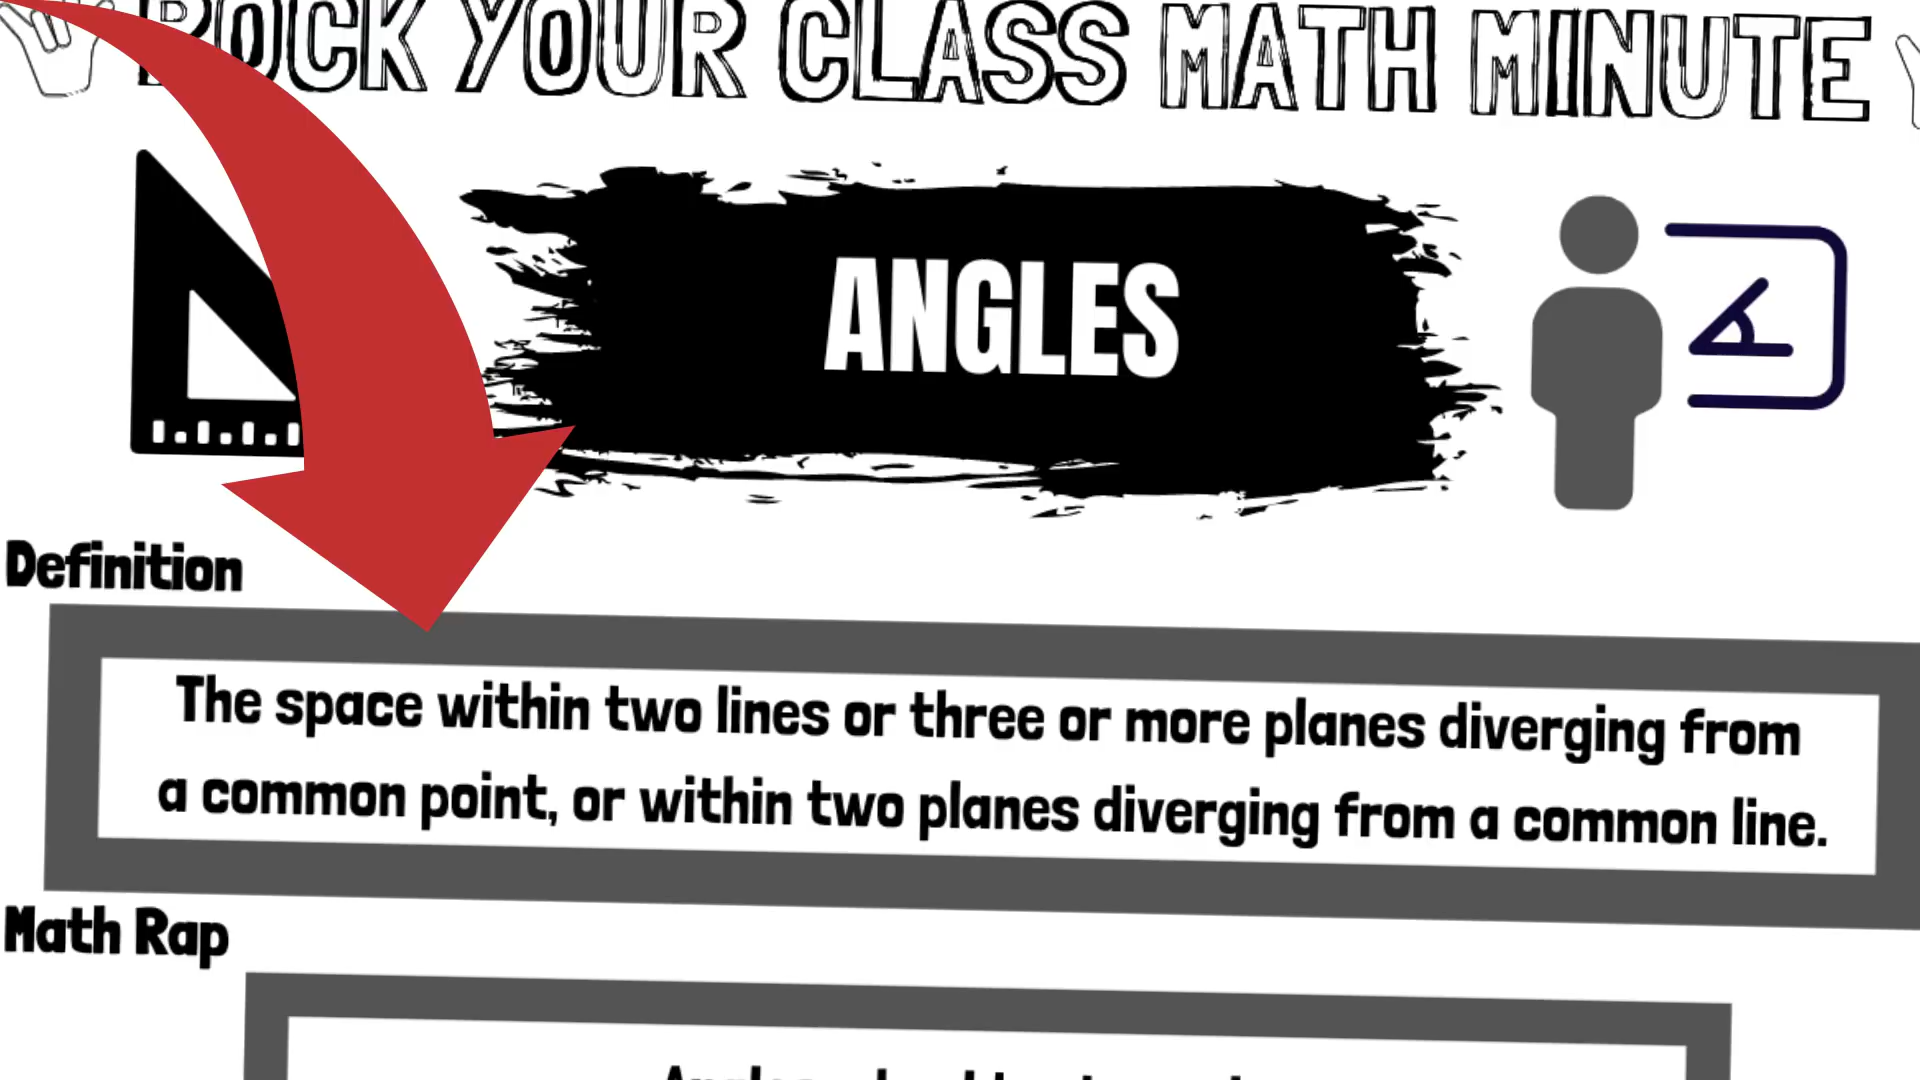 ROCK YOUR CLASS MATH MINUTE
ANGLES
Definition
The space within two lines or three or more planes diverging from
a common point, or within two planes diverging from a common line.
Math Rap